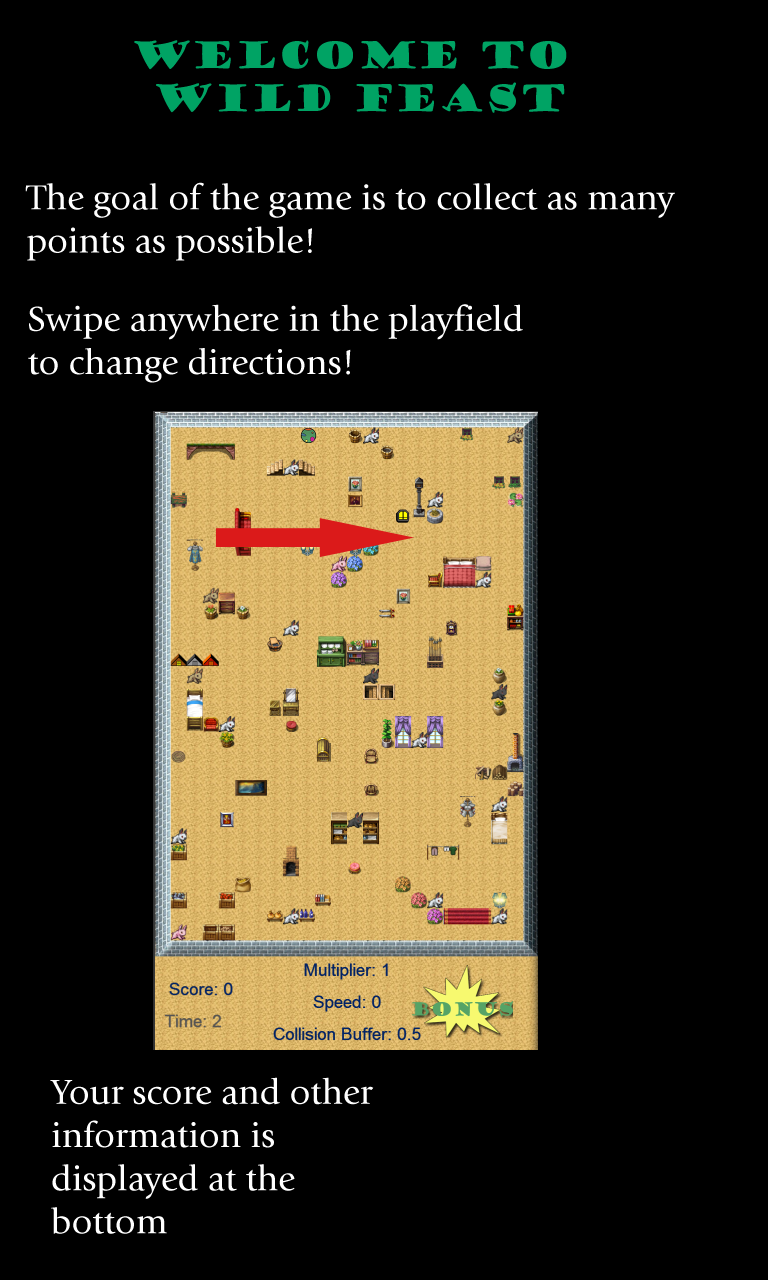 WELCOME TO
WILD FEAST
The goal of the game is to collect as many
points as possible!
Swipe anywhere in the playfield
to change directions!
Multiplier: 1
Score: 0
Speed: 0
BONUS
Time: 2
Collision Buffer: 0.5
Your score and other
information is
displayed at the
bottom